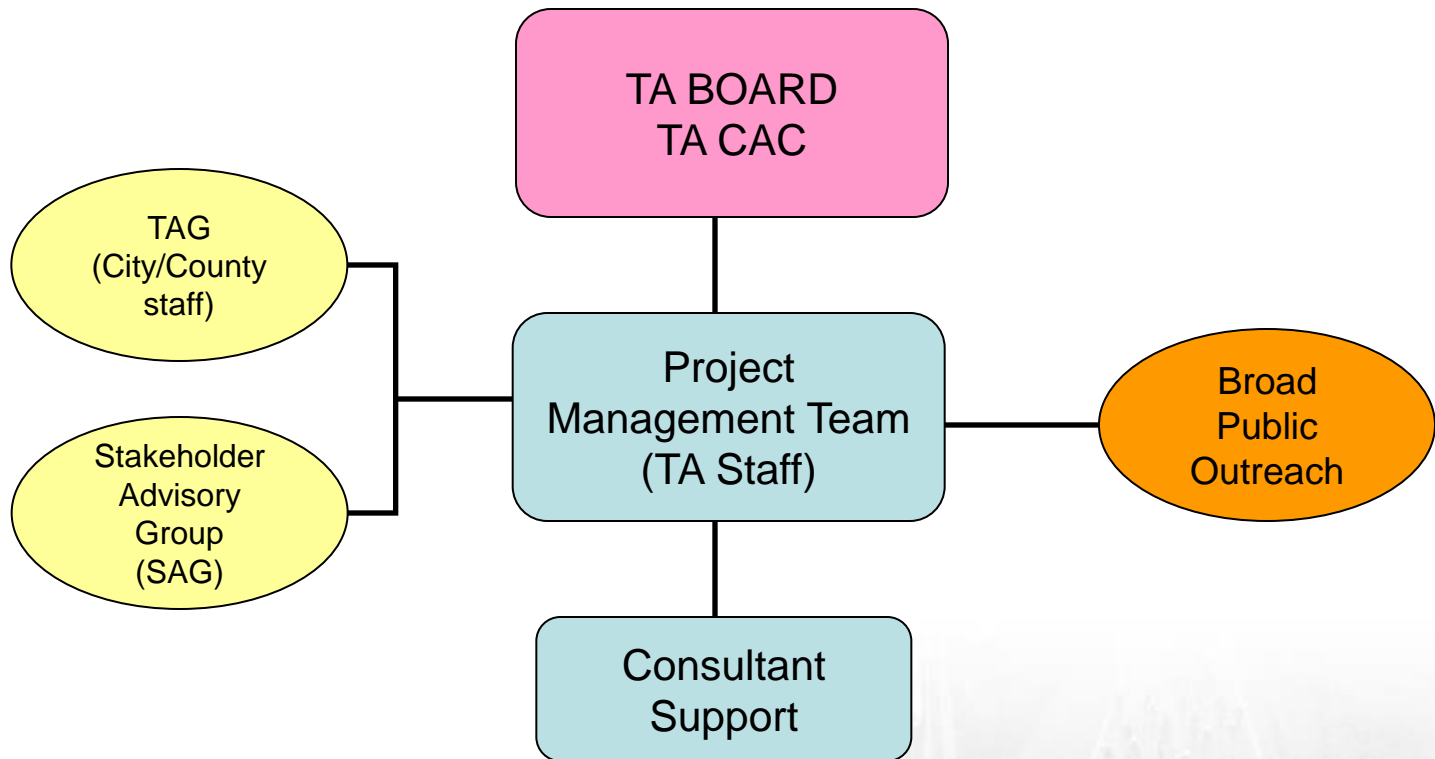 TA BOARD
TA CAC
TAG
(City/County
staff)
Stakeholder
Advisory
Group
(SAG)
Project
Management Team
(TA Staff)
Broad
Public
Outreach
Consultant
Support